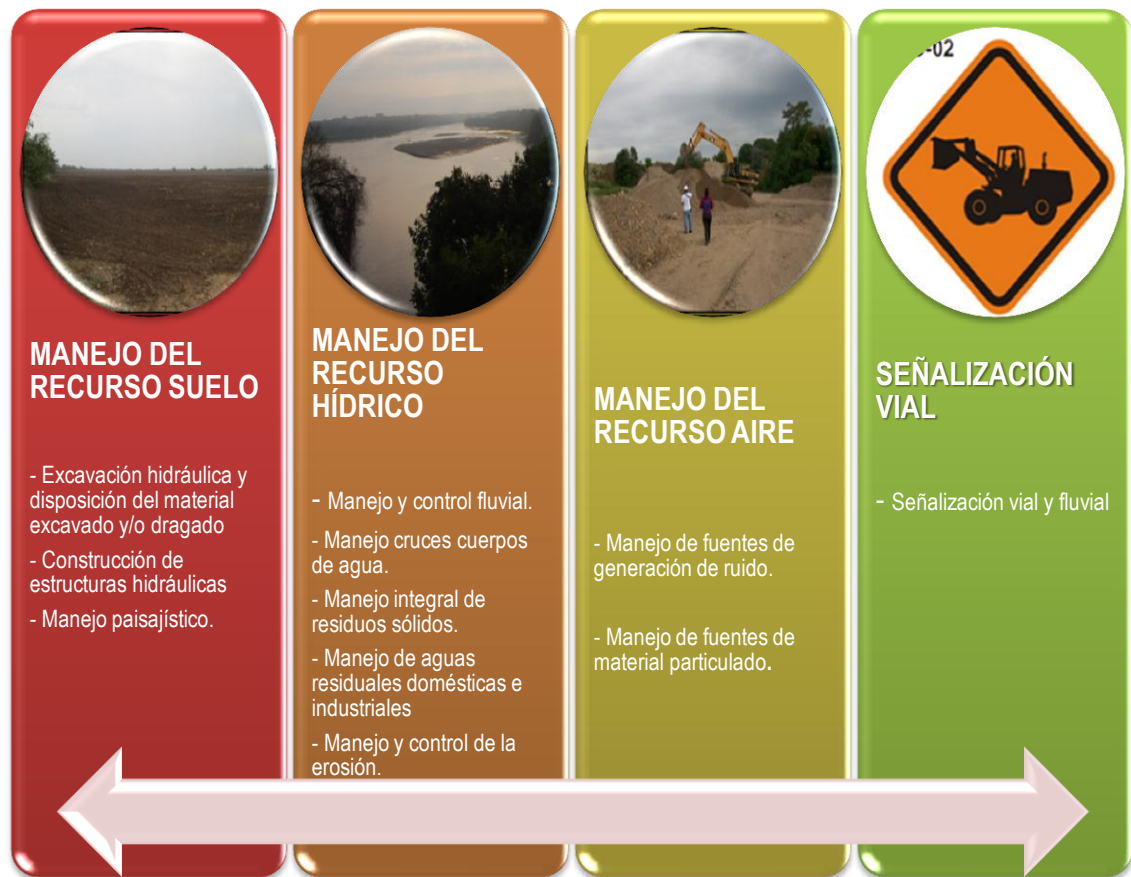 MANEJO DEL
RECURSO SUELO
- Excavación hidráulica y
disposición del material
excavado y/o dragado
- Construcción de
estructuras hidráulicas
- Manejo paisajístico.
MANEJO DEL
RECURSO
HÍDRICO
- Manejo y control fluvial.
- Manejo cruces cuerpos
de agua.
- Manejo integral de
residuos sólidos.
- Manejo de aguas
residuales domésticas e
industriales
- Manejo y control de la
erosión.
MANEJO DEL
RECURSO AIRE
- Manejo de fuentes de
generación de ruido.
- Manejo de fuentes de
material particulado.
-02
SEÑALIZACIÓN
VIAL
- Señalización vial y fluvial